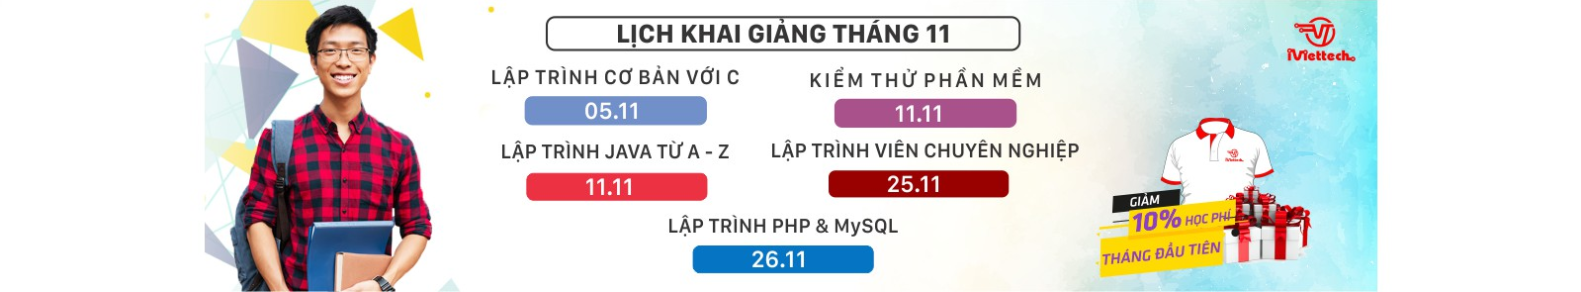 LỊCH KHAI GIẢNG THÁNG 11
LẬP TRÌNH CƠ BẢN VỚI C
05.11
KIỂM THỬ PHẦN MỀM
11.11
LẬP TRÌNH JAVA TỪ A - Z
11.11
LẬP TRÌNH VIÊN CHUYÊN NGHIỆP
25.11
LẬP TRÌNH PHP & MySQL
26.11
iViettech
iViettech
GIẢM
10% HỌC PHÍ
THÁNG ĐẦU TIÊN